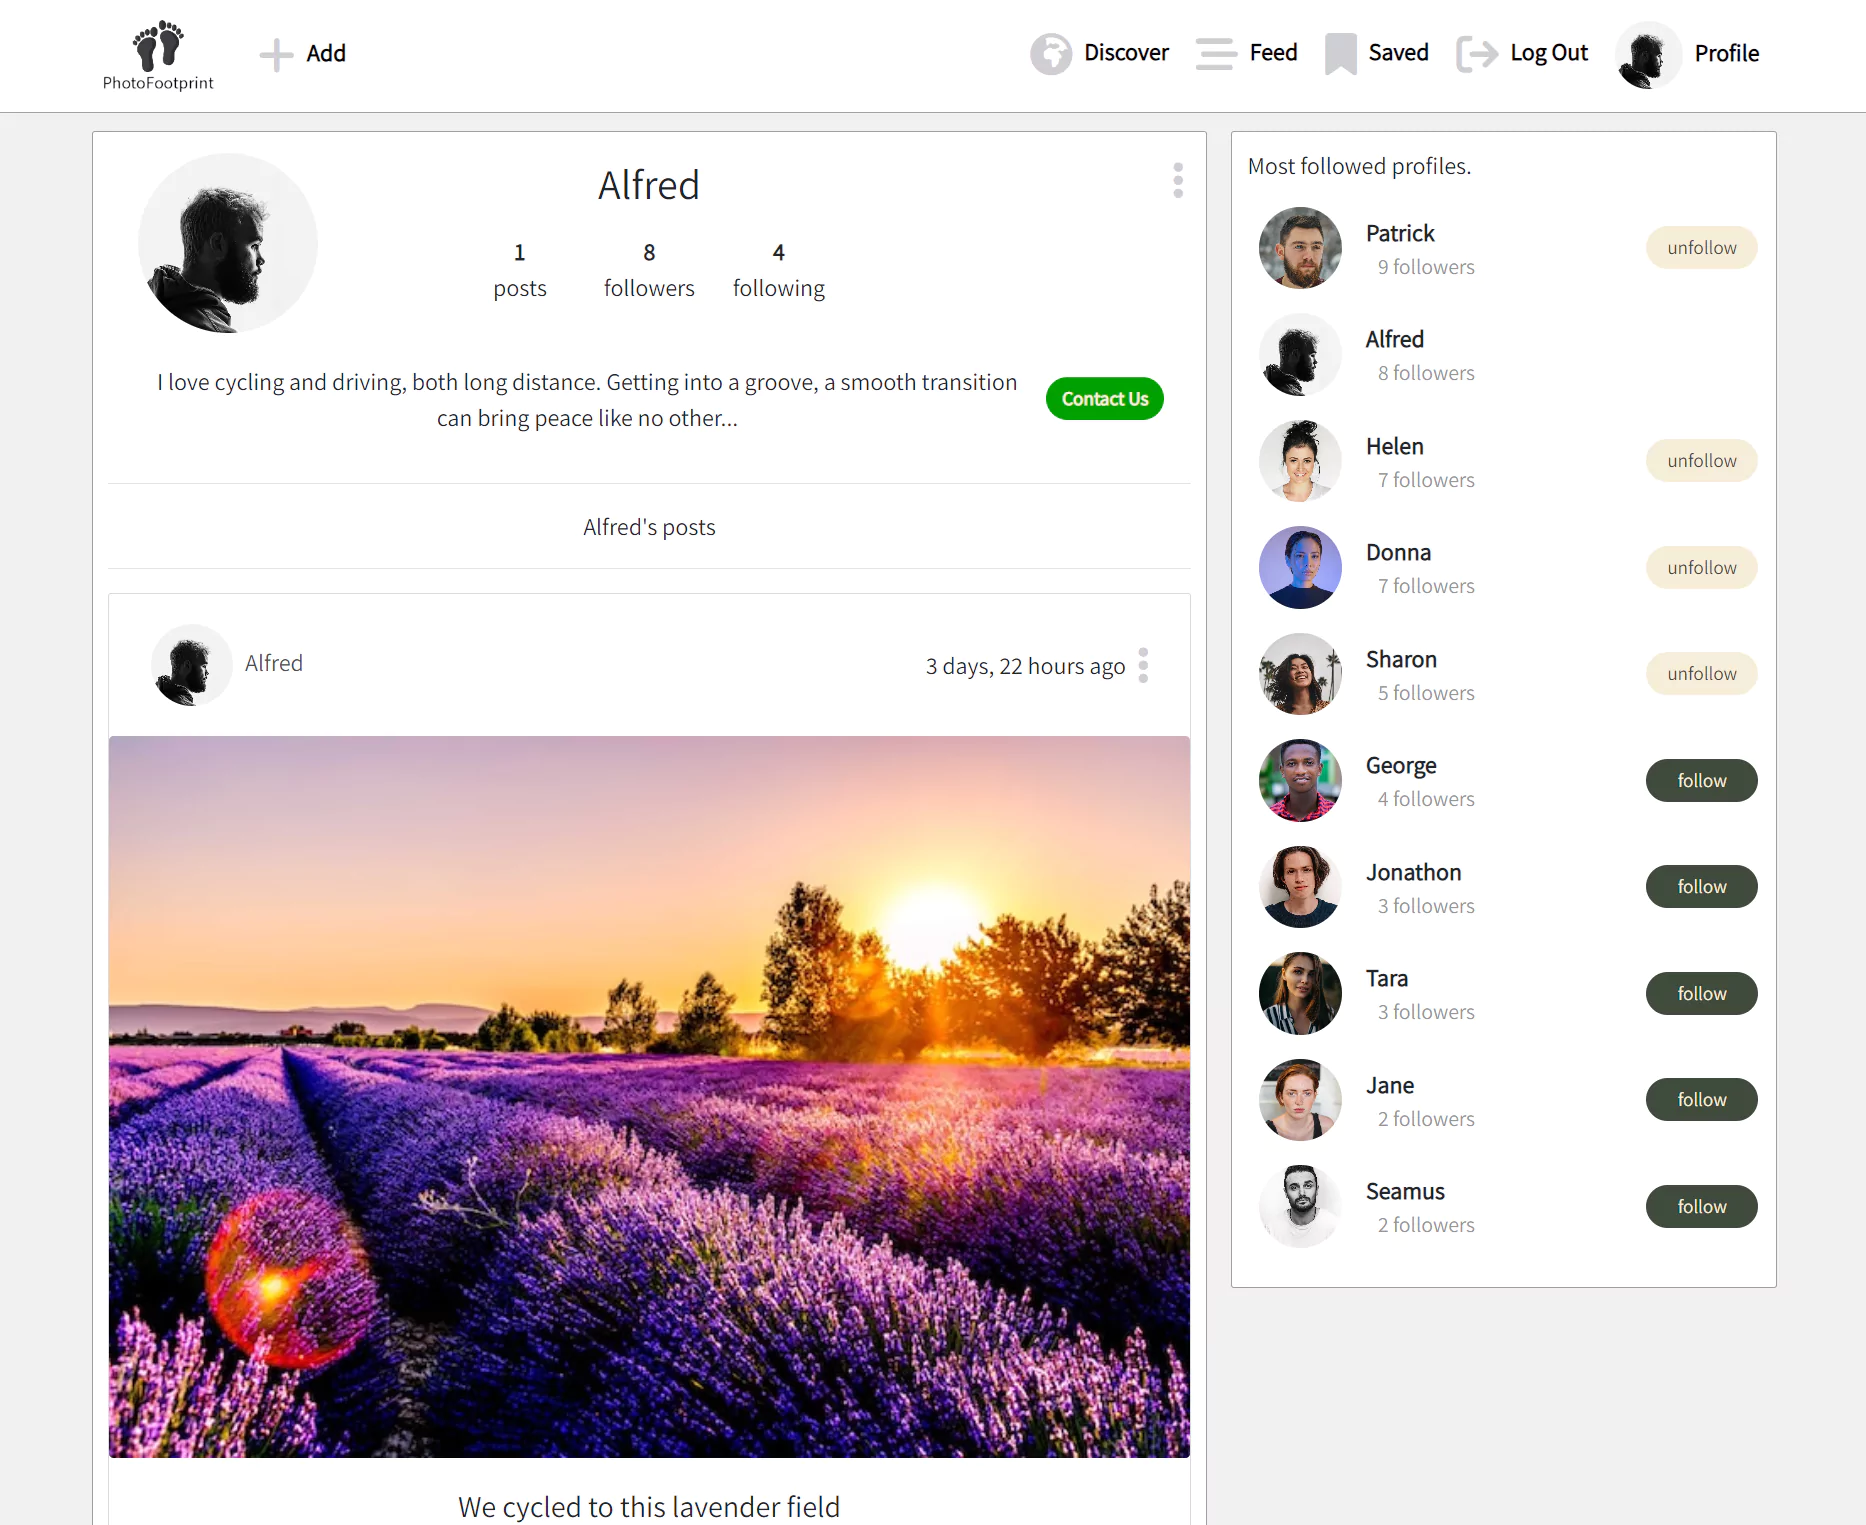 PhotoFootprint
Add
Discover
Feed
Saved
Log Out
Profile
Alfred
1
posts
8
followers
4
following
I love cycling and driving, both long distance. Getting into a groove, a smooth transition
can bring peace like no other...
Contact Us
Alfred's posts
Alfred
3 days, 22 hours ago
We cycled to this lavender field
Most followed profiles.
Patrick
9 followers
unfollow
Alfred
8 followers
Helen
7 followers
unfollow
Donna
7 followers
unfollow
Sharon
5 followers
unfollow
George
4 followers
follow
Jonathon
3 followers
follow
Tara
3 followers
follow
Jane
2 followers
follow
Seamus
2 followers
follow